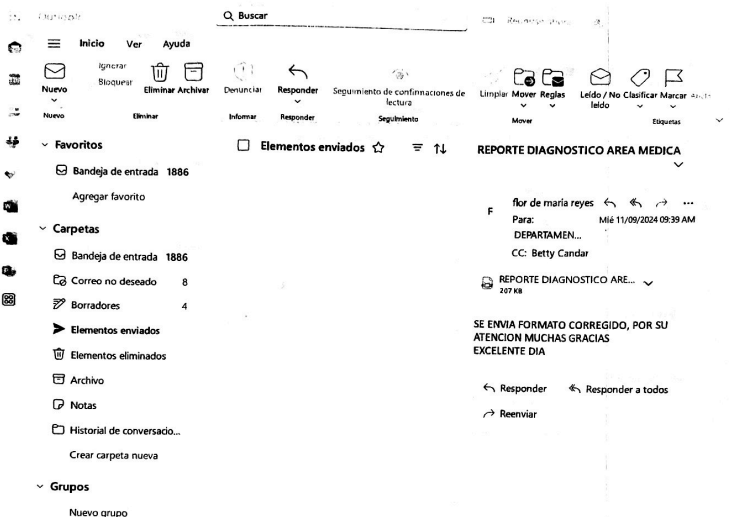 Buscar
Inicio Ver Ayuda
Nuevo
Ignorar
Bloquear
Eliminar Archivar
Denunciar
Responder
Seguimiento de confirmaciones de
lectura
Limpiar Mover Reglas
Leído / No
leído
Clasificar Marcar
Nuevo
Eliminar
Informar
Responder
Seguimiento
Mover
Etiquetas
Favoritos
Bandeja de entrada 1886
Agregar favorito
Carpetas
Bandeja de entrada 1886
Correo no deseado 8
Borradores 4
Elementos enviados
Elementos eliminados
Archivo
Notas
Historial de conversacio...
Crear carpeta nueva
Grupos
Nuevo grupo
Elementos enviados
REPORTE DIAGNOSTICO AREA MEDICA
F
flor de maría reyes
Para:
DEPARTAMEN...
Mié 11/09/2024 09:39 AM
CC: Betty Candar
REPORTE DIAGNOSTICO ARE...
207 KB
SE ENVIA FORMATO CORREGIDO, POR SU
ATENCION MUCHAS GRACIAS
EXCELENTE DIA
Responder Responder a todos
Reenviar